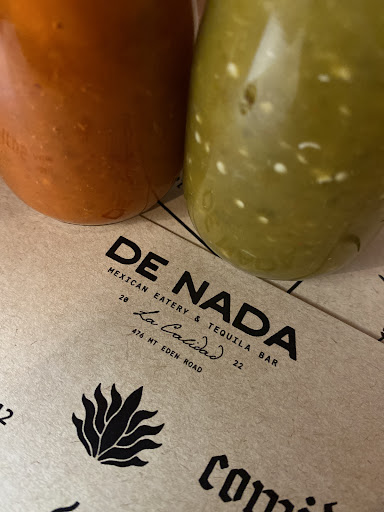 DE NADA
MEXICAN EATERY & TEQUILA BAR
20 La Calidad 22
476 MT EDEN ROAD